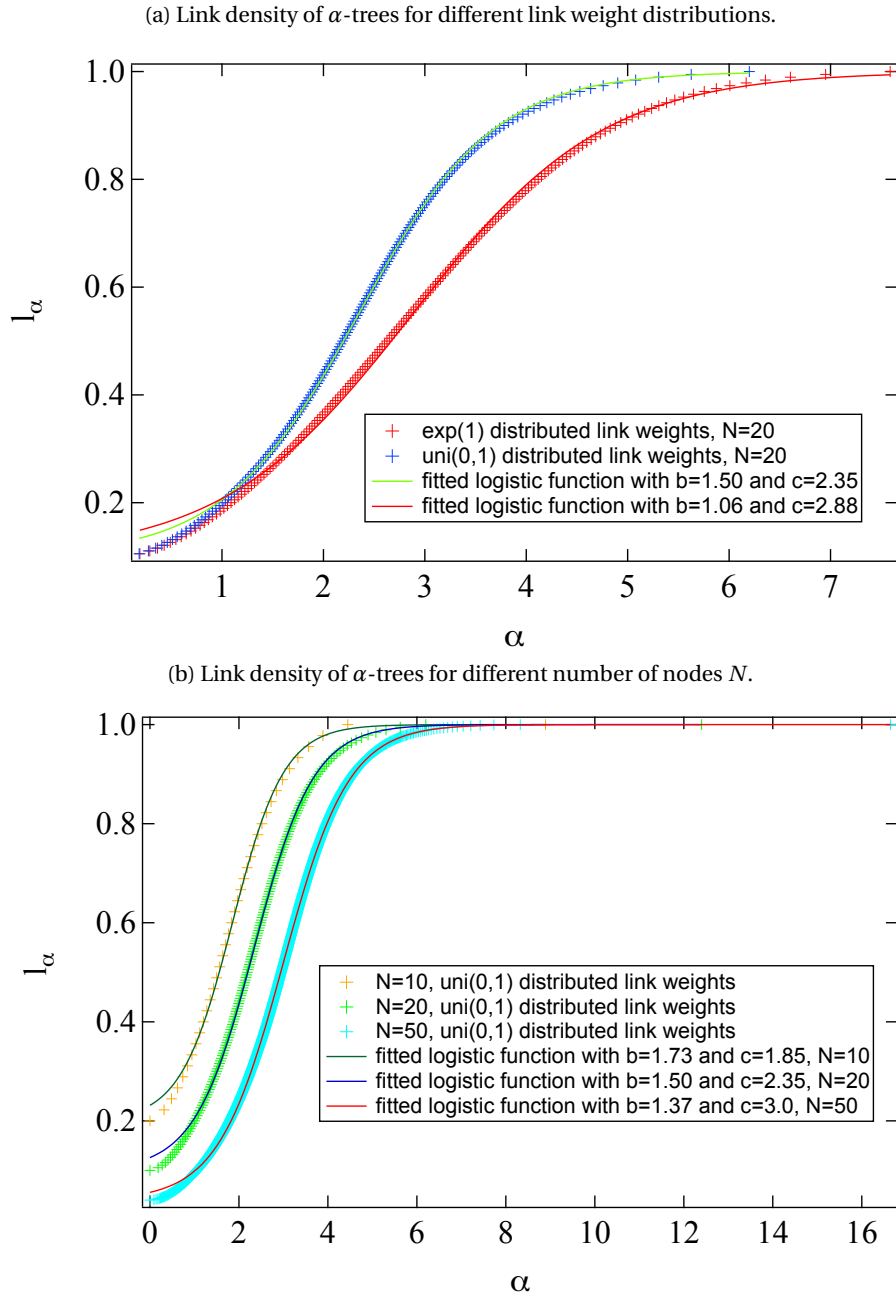 (a) Link density of α-trees for different link weight distributions.
1.0
0.8
0.6
0.4
0.2
lα
+ exp(1) distributed link weights, N=20
+ uni(0,1) distributed link weights, N=20
fitted logistic function with b=1.50 and c=2.35
fitted logistic function with b=1.06 and c=2.88
1 2 3 4 5 6 7
α
(b) Link density of α-trees for different number of nodes N.
1.0
0.8
0.6
0.4
0.2
lα
+ N=10, uni(0,1) distributed link weights
+ N=20, uni(0,1) distributed link weights
+ N=50, uni(0,1) distributed link weights
fitted logistic function with b=1.73 and c=1.85, N=10
fitted logistic function with b=1.50 and c=2.35, N=20
fitted logistic function with b=1.37 and c=3.0, N=50
0 2 4 6 8 10 12 14 16
α